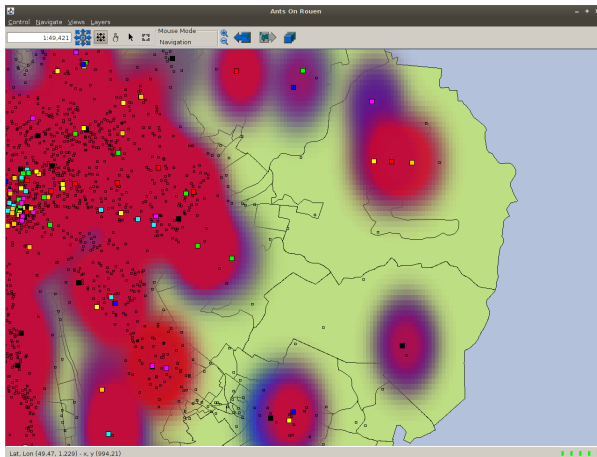 Ants On Rouen
Control Navigate Views Layers
1:49,421
Mouse Mode
Navigation
Lat, Lon (49.47, 1.229) - x, y (994,21)